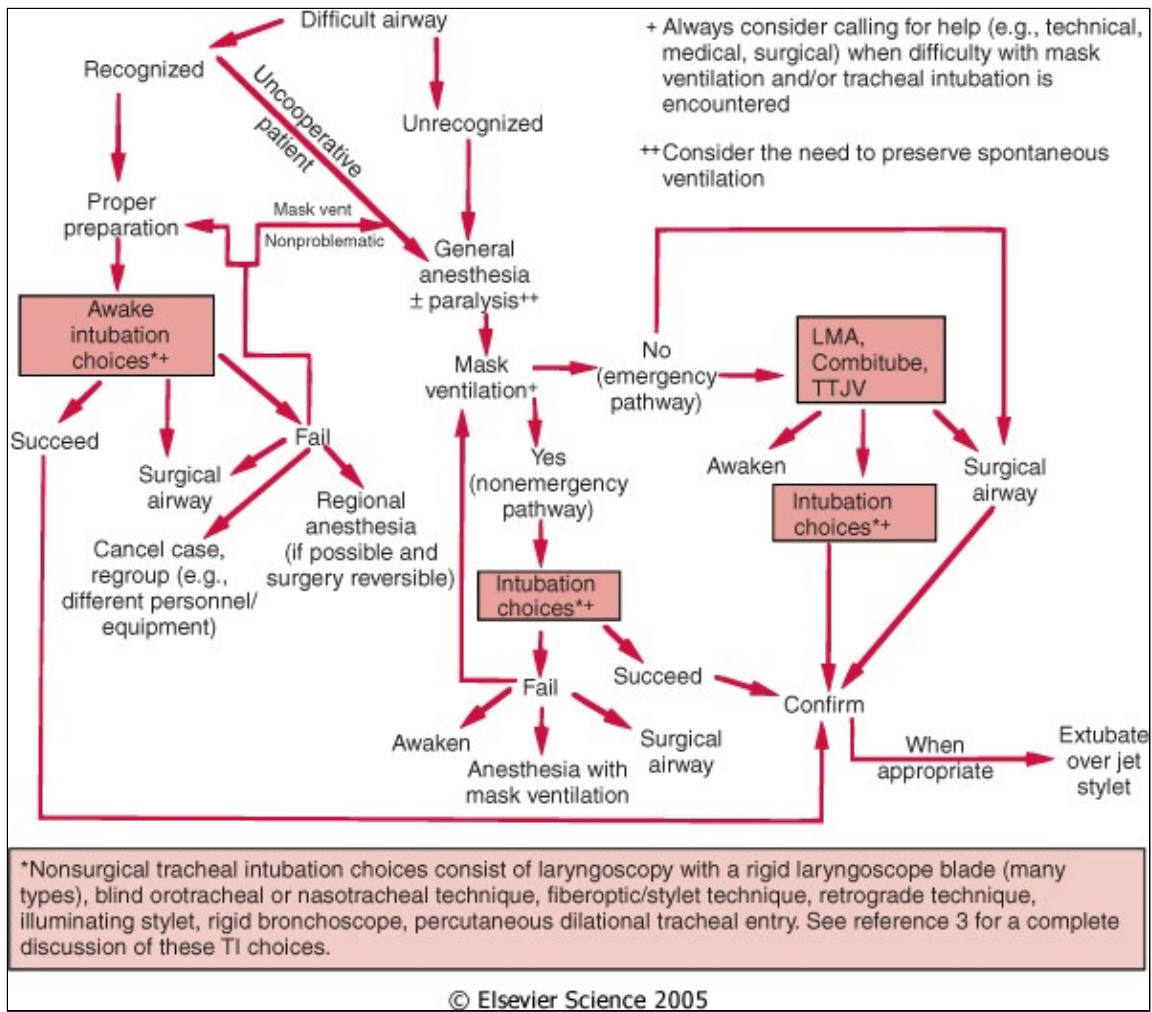 Difficult airway
+ Always consider calling for help (e.g., technical,
medical, surgical) when difficulty with mask
ventilation and/or tracheal intubation is
encountered
++Consider the need to preserve spontaneous
ventilation
Recognized
Uncooperative
patient
Unrecognized
Proper
preparation
Mask vent
Nonproblematic
General
anesthesia
± paralysis++
Awake
intubation
choices*+
Mask
ventilation+
No
(emergency
pathway)
LMA,
Combitube,
TTJV
Succeed
Surgical
airway
Fail
Regional
anesthesia
(if possible and
surgery reversible)
Cancel case,
regroup (e.g.,
different personnel/
equipment)
Yes
(nonemergency
pathway)
Awaken
Intubation
choices*+
Surgical
airway
Intubation
choices*+
Fail
Succeed
Confirm
Awaken
Anesthesia with
mask ventilation
Surgical
airway
When
appropriate
Extubate
over jet
stylet
*Nonsurgical tracheal intubation choices consist of laryngoscopy with a rigid laryngoscope blade (many
types), blind orotracheal or nasotracheal technique, fiberoptic/stylet technique, retrograde technique,
illuminating stylet, rigid bronchoscope, percutaneous dilational tracheal entry. See reference 3 for a complete
discussion of these TI choices.
© Elsevier Science 2005